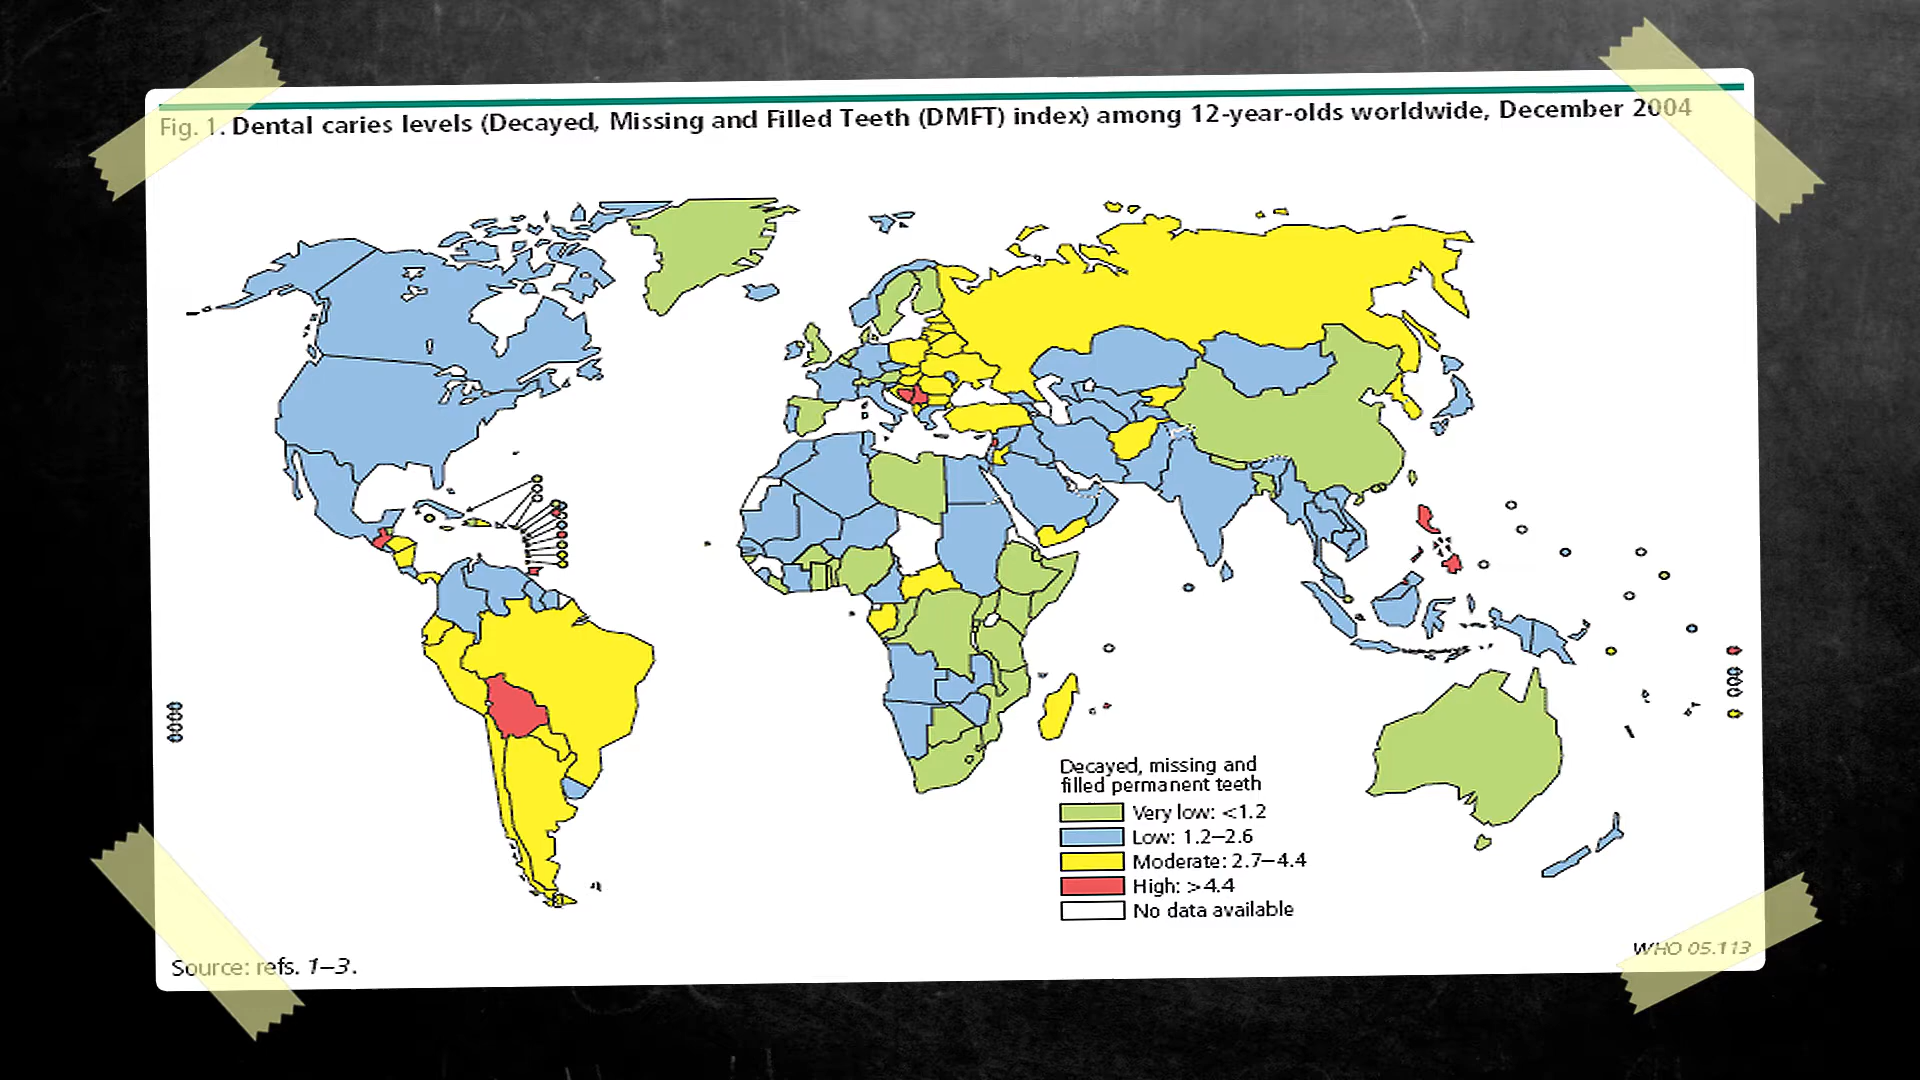 Fig. 1. Dental caries levels (Decayed, Missing and Filled Teeth (DMFT) index) among 12-year-olds worldwide, December 2004
Decayed, missing and
filled permanent teeth
Very low: <1.2
Low: 1.2–2.6
Moderate: 2.7–4.4
High: >4.4
No data available
WHO 05.113
Source: refs. 1–3.